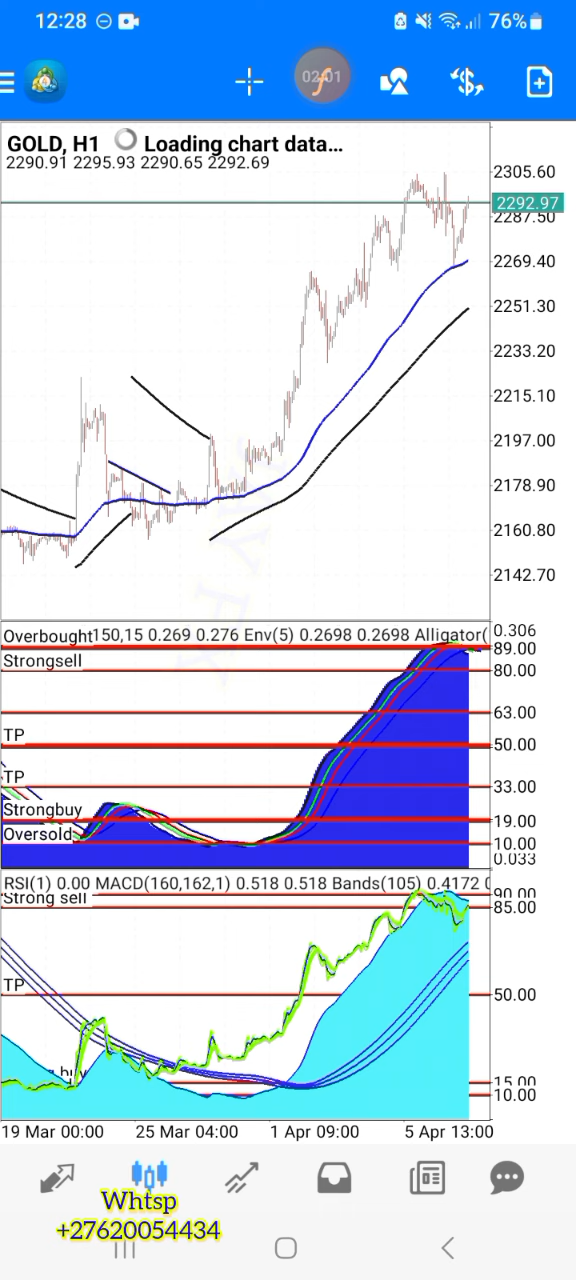 12:28 76%
02:01 f
GOLD, H1 Loading chart data...
2290.91 2295.93 2290.65 2292.69
2305.60
2292.97
2287.50
2269.40
2251.30
2233.20
2215.10
2197.00
2178.90
2160.80
2142.70
Overbought 150,15 0.269 0.276 Env(5) 0.2698 0.2698 Alligator( 0.306
89.00
Strongsell 80.00
63.00
TP 50.00
TP 33.00
Strongbuy 19.00
Oversold 10.00
0.033
RSI(1) 0.00 MACD(160,162,1) 0.518 0.518 Bands(105) 0.4172 90.00
Strong sell 85.00
TP 50.00
buy 15.00
10.00
19 Mar 00:00 25 Mar 04:00 1 Apr 09:00 5 Apr 13:00
Whtsp
+27620054434